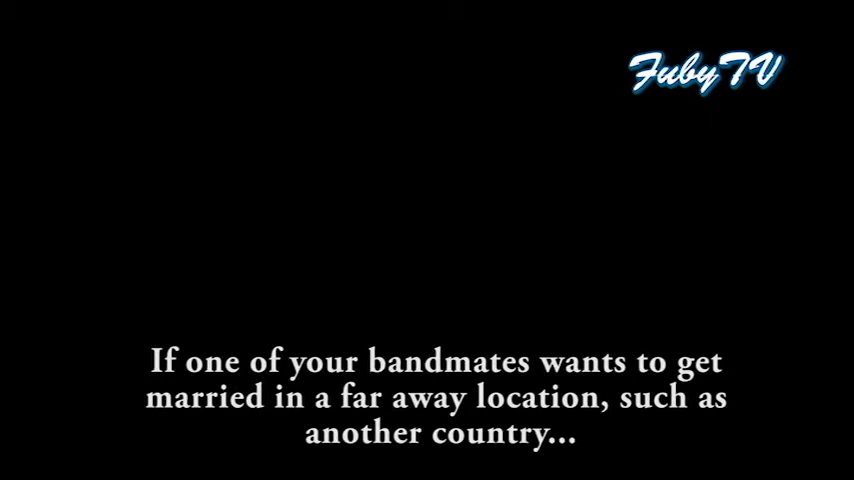 FubyTV
If one of your bandmates wants to get
married in a far away location, such as
another country...